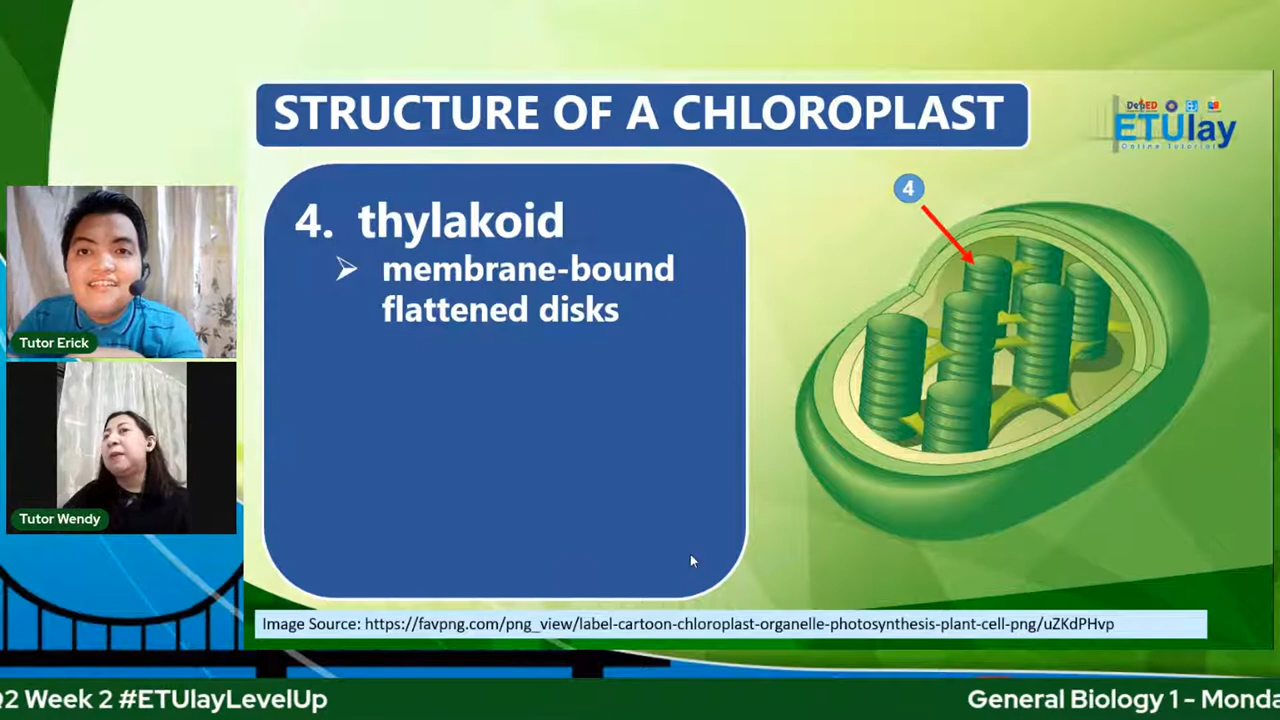 STRUCTURE OF A CHLOROPLAST
DepED
ETUlay
Online Tutorial
4. thylakoid
➢ membrane-bound
flattened disks
4
Tutor Erick
Tutor Wendy
Image Source: https://favpng.com/png_view/label-cartoon-chloroplast-organelle-photosynthesis-plant-cell-png/uZKdPHvp
Q2 Week 2 #ETUlayLevelUp
General Biology 1 - Monda